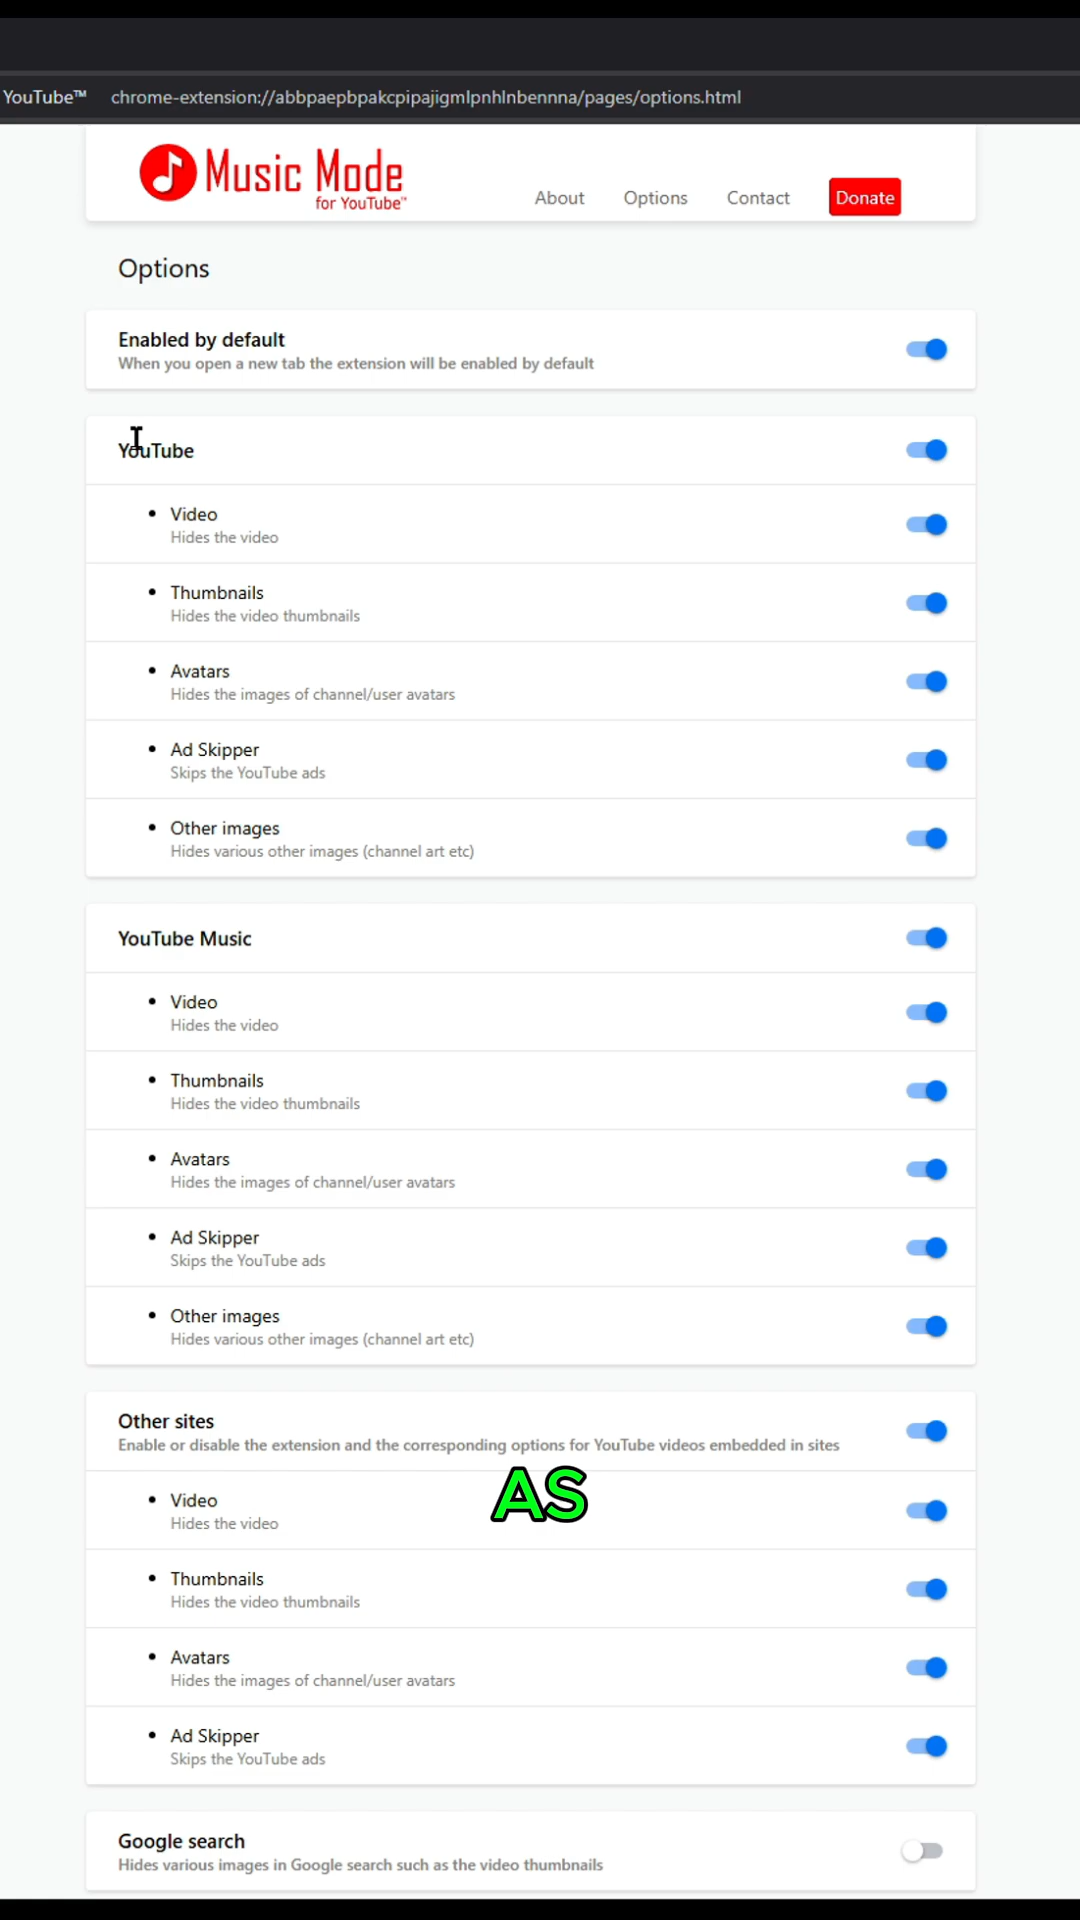 YouTube™ chrome-extension://abbpaepbpakcpipajigmlpnhlnbennna/pages/options.html
Music Mode
for YouTube™
About Options Contact Donate
Options
Enabled by default
When you open a new tab the extension will be enabled by default
YouTube
• Video
Hides the video
• Thumbnails
Hides the video thumbnails
• Avatars
Hides the images of channel/user avatars
• Ad Skipper
Skips the YouTube ads
• Other images
Hides various other images (channel art etc)
YouTube Music
• Video
Hides the video
• Thumbnails
Hides the video thumbnails
• Avatars
Hides the images of channel/user avatars
• Ad Skipper
Skips the YouTube ads
• Other images
Hides various other images (channel art etc)
Other sites
Enable or disable the extension and the corresponding options for YouTube videos embedded in sites
AS
• Video
Hides the video
• Thumbnails
Hides the video thumbnails
• Avatars
Hides the images of channel/user avatars
• Ad Skipper
Skips the YouTube ads
Google search
Hides various images in Google search such as the video thumbnails